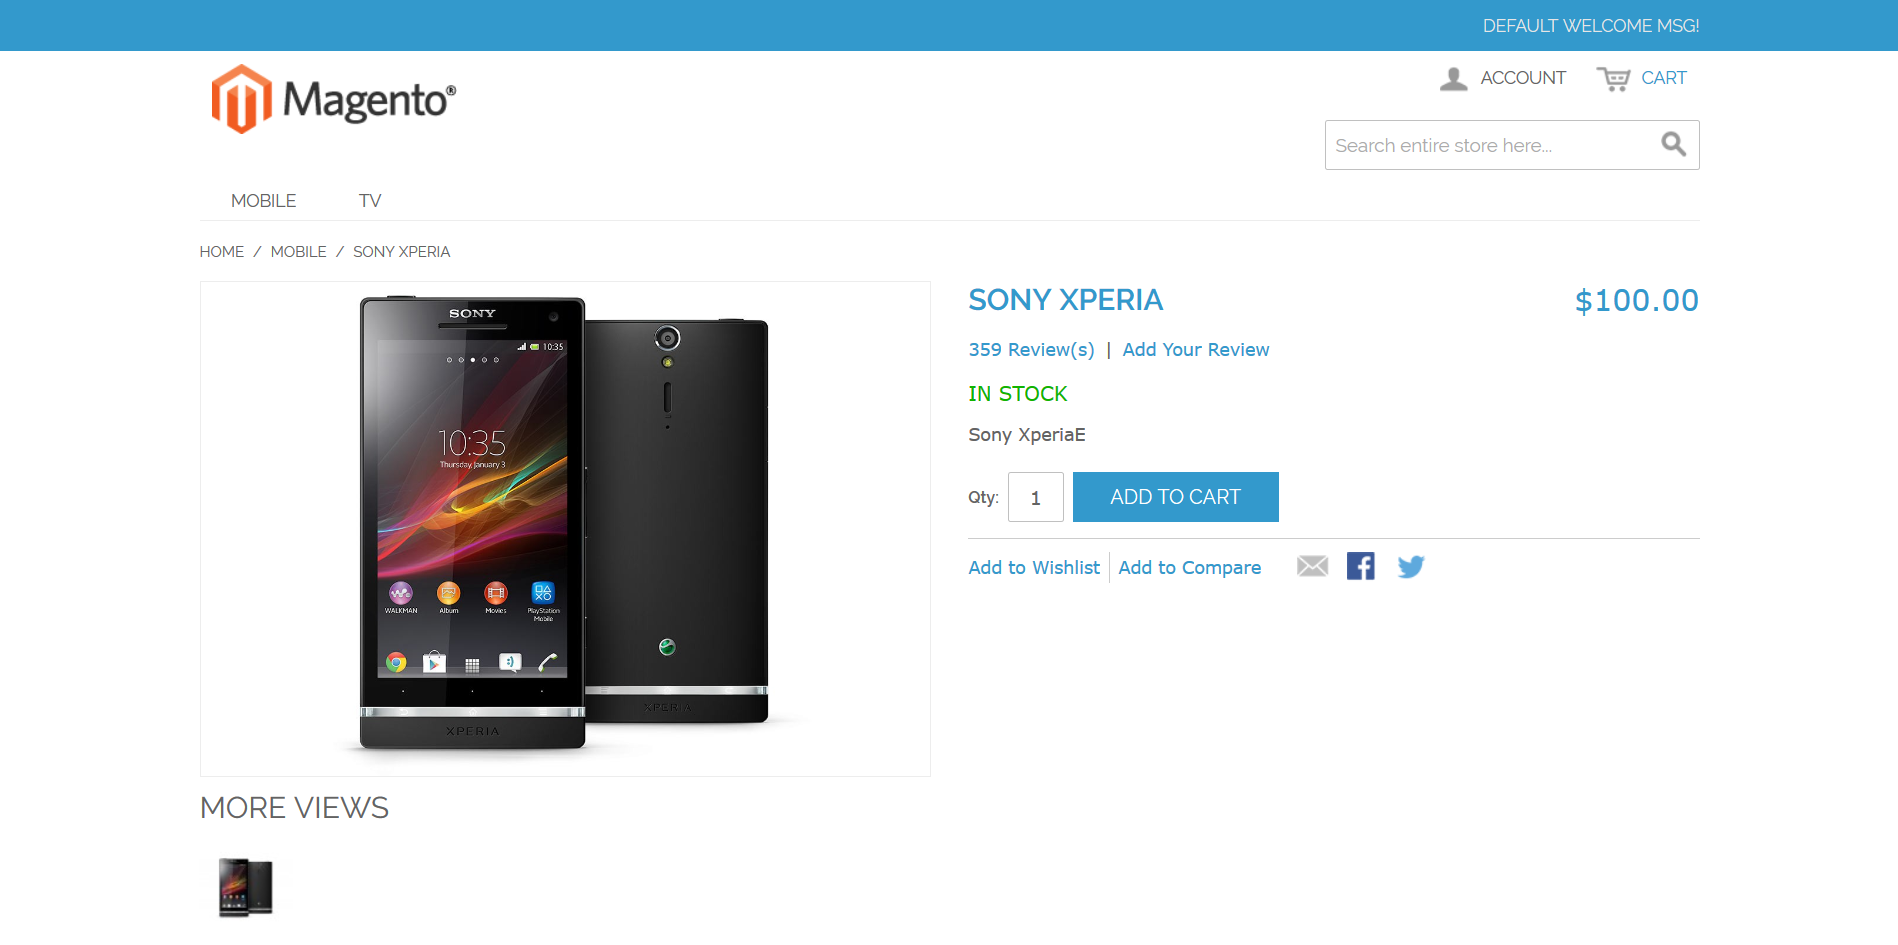 DEFAULT WELCOME MSG!
Magento®
ACCOUNT CART
Search entire store here...
MOBILE TV
HOME / MOBILE / SONY XPERIA
SONY
10:35
10:35
Thursday, January 3
WALKMAN Album Movies PlayStation Mobile
XPERIA
XPERIA
SONY XPERIA $100.00
359 Review(s) | Add Your Review
IN STOCK
Sony XperiaE
Qty: 1 ADD TO CART
Add to Wishlist Add to Compare
MORE VIEWS